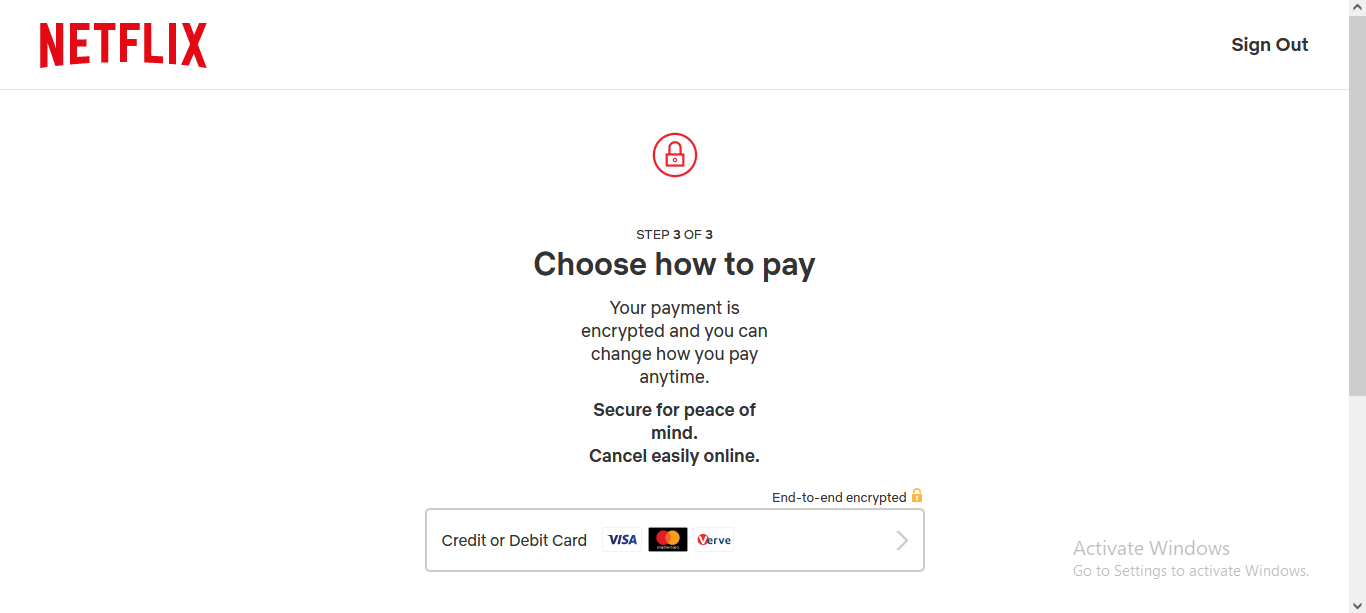 NETFLIX
Sign Out
STEP 3 OF 3
Choose how to pay
Your payment is
encrypted and you can
change how you pay
anytime.
Secure for peace of
mind.
Cancel easily online.
End-to-end encrypted
Credit or Debit Card VISA mastercard Verve
Activate Windows
Go to Settings to activate Windows.